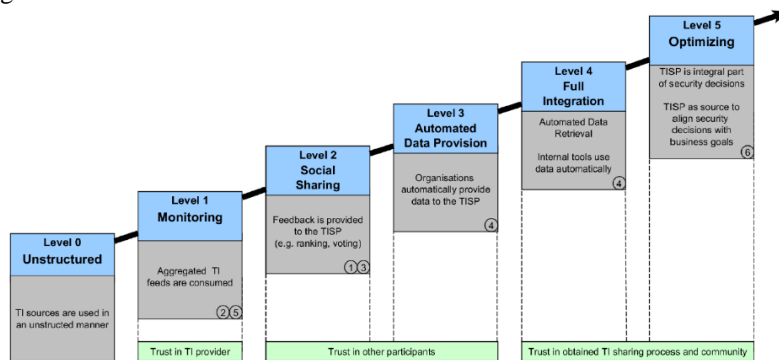 Level 0
Unstructured
TI sources are used in
an unstructed manner
Level 1
Monitoring
Aggregated TI
feeds are consumed
2 5
Level 2
Social
Sharing
Feedback is provided
to the TISP
(e.g. ranking, voting)
1 3
Level 3
Automated
Data Provision
Organisations
automatically provide
data to the TISP
4
Level 4
Full
Integration
Automated Data
Retrieval
Internal tools use
data automatically
4
Level 5
Optimizing
TISP is integral part
of security decisions
TISP as source to
align security
decisions with
business goals
6
Trust in TI provider
Trust in other participants
Trust in obtained TI sharing process and community